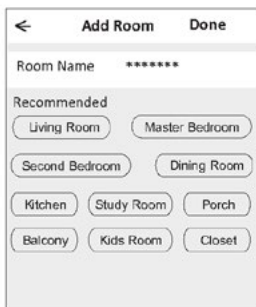 Add Room Done
Room Name *******
Recommended
Living Room Master Bedroom
Second Bedroom Dining Room
Kitchen Study Room Porch
Balcony Kids Room Closet